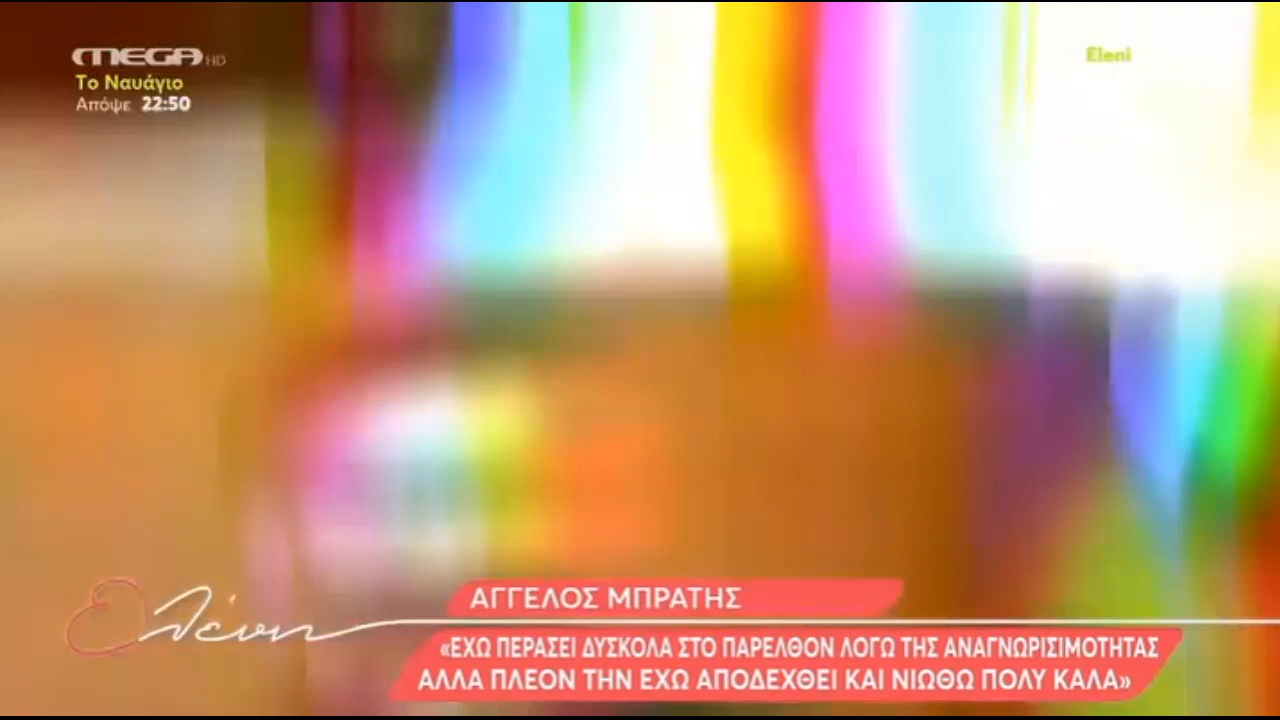 MEGA HD
Το Ναυάγιο
Απόψε 22:50
Eleni
Ελένη
ΑΓΓΕΛΟΣ ΜΠΡΑΤΗΣ
«ΕΧΩ ΠΕΡΑΣΕΙ ΔΥΣΚΟΛΑ ΣΤΟ ΠΑΡΕΛΘΟΝ ΛΟΓΩ ΤΗΣ ΑΝΑΓΝΩΡΙΣΙΜΟΤΗΤΑΣ
ΑΛΛΑ ΠΛΕΟΝ ΤΗΝ ΕΧΩ ΑΠΟΔΕΧΘΕΙ ΚΑΙ ΝΙΩΘΩ ΠΟΛΥ ΚΑΛΑ»